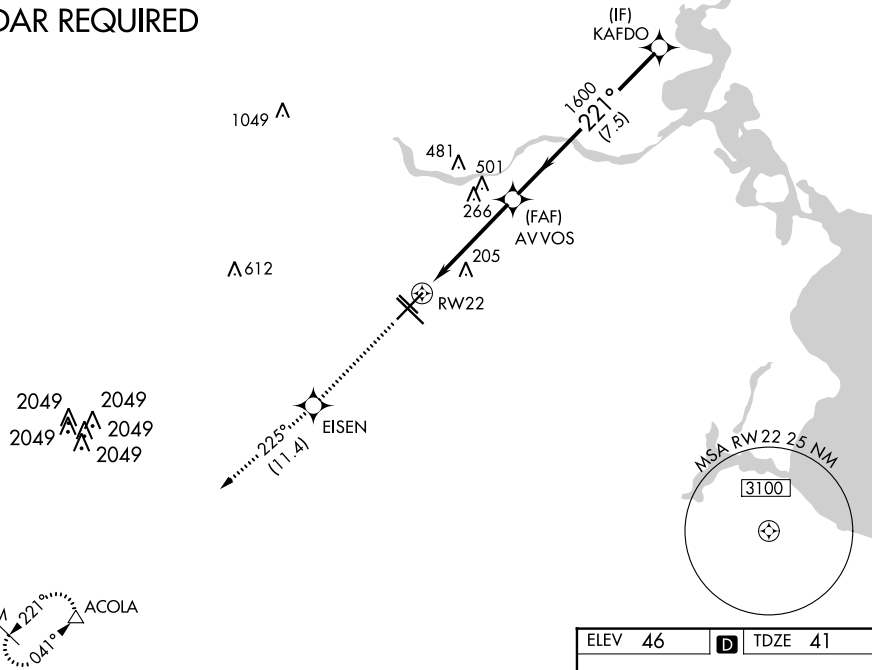 DAR REQUIRED
(IF)
KAFDO
1600
221°
(7.5)
1049
481
501
266
(FAF)
AVVOS
205
612
RW22
2049 2049
2049 2049
2049
EISEN
225°
(11.4)
MSA RW22 25 NM
3100
221°
041°
ACOLA
ELEV 46 D TDZE 41